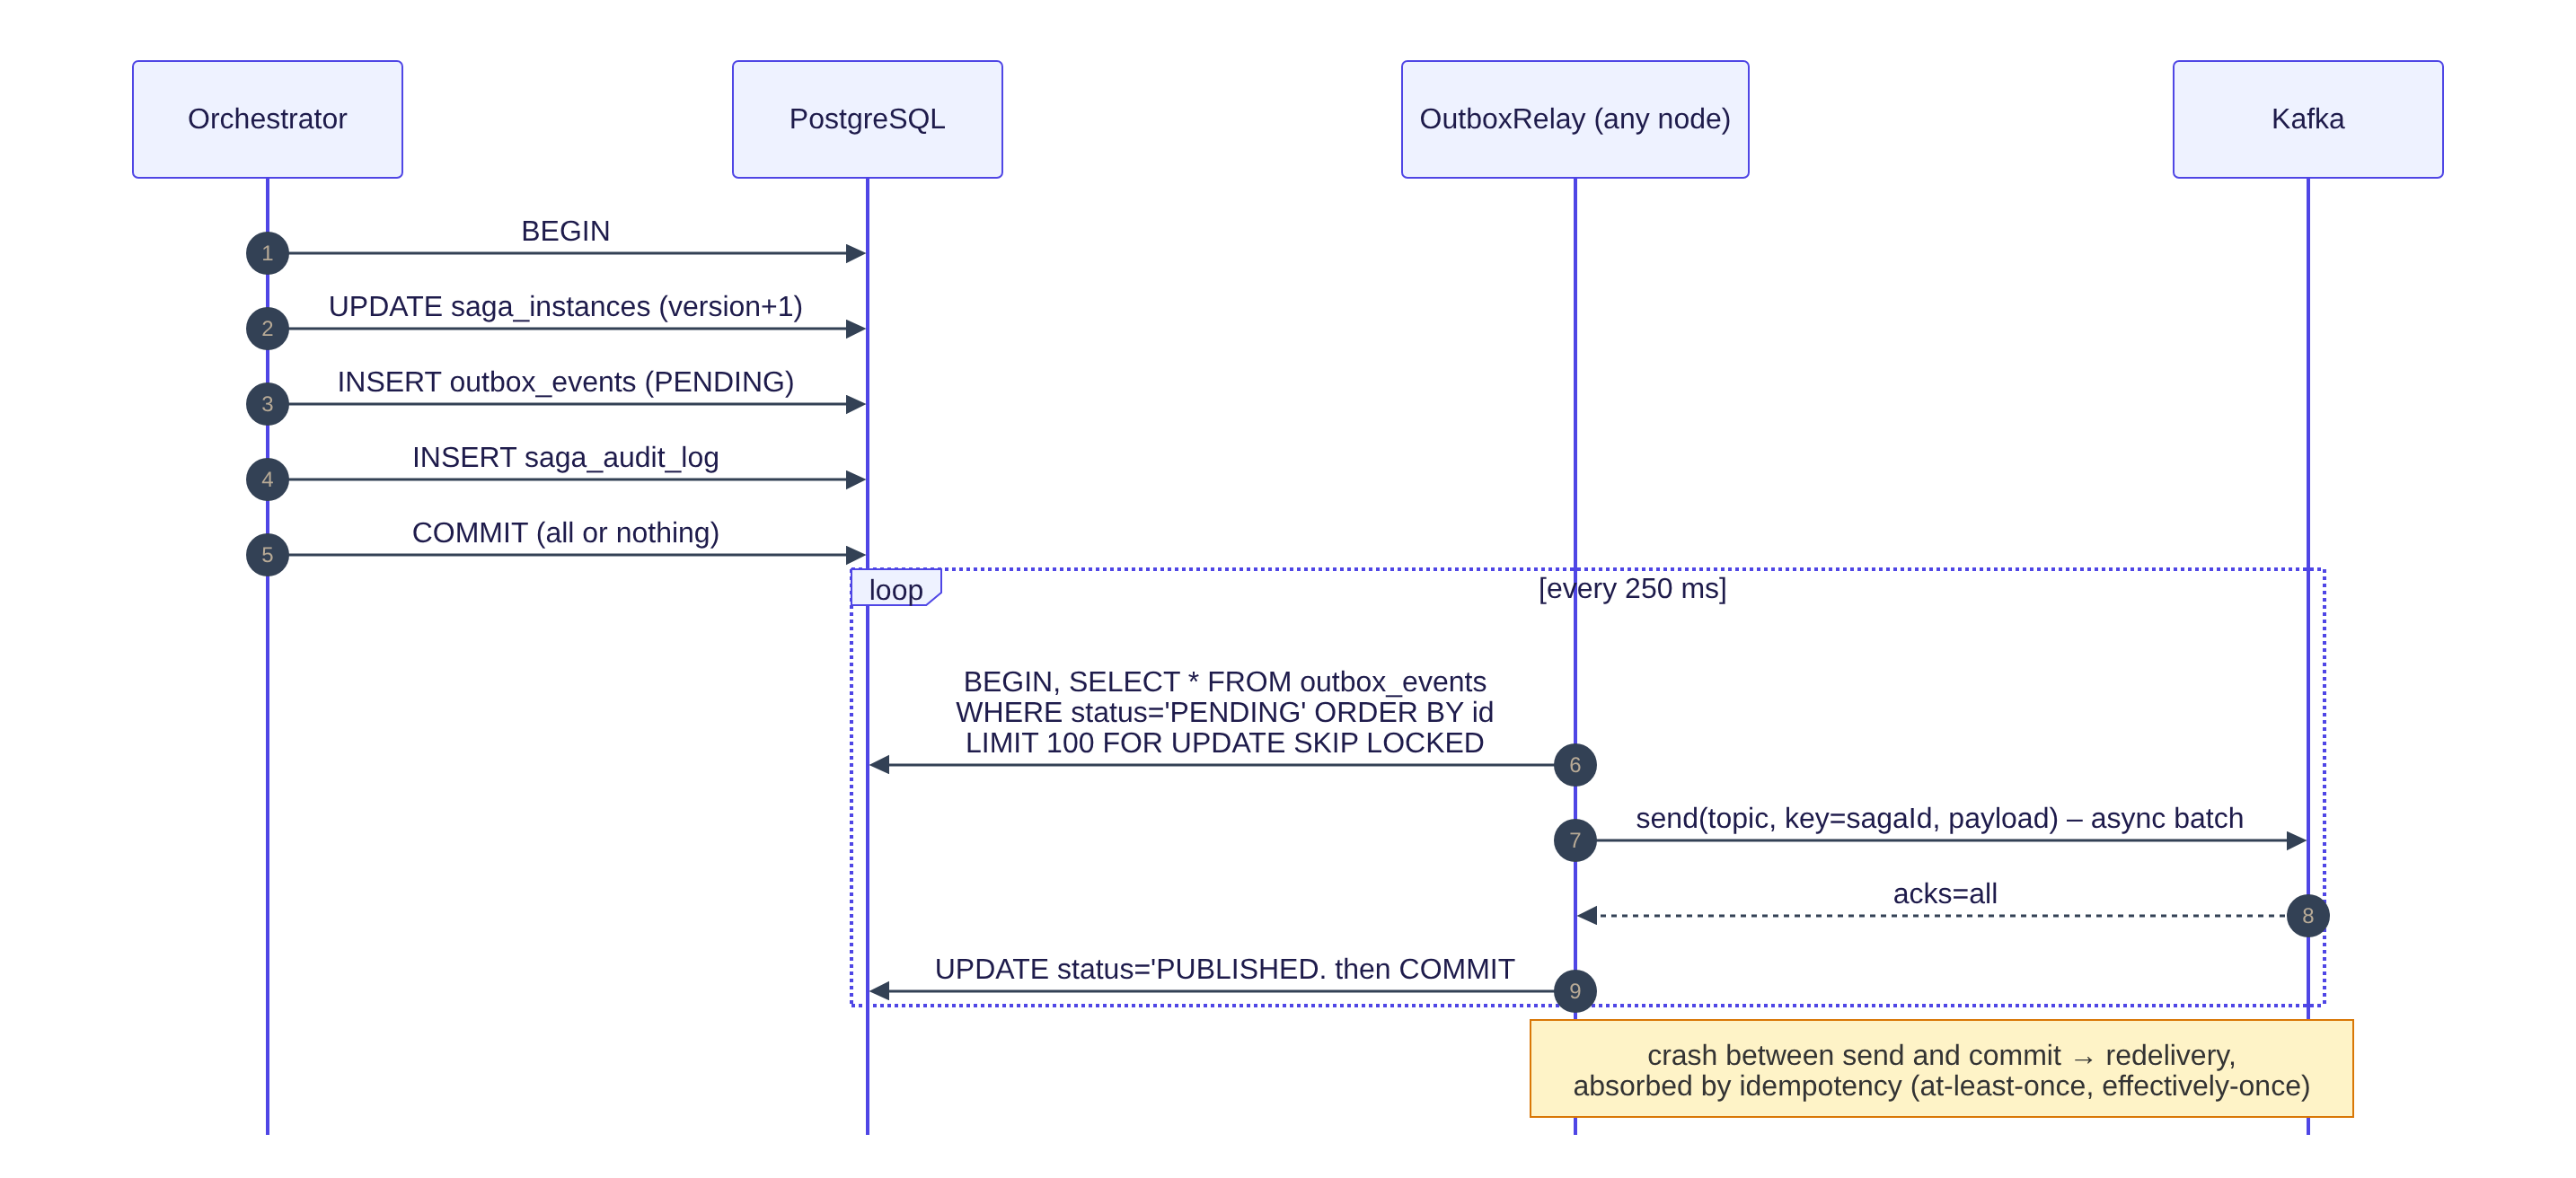 Orchestrator
PostgreSQL
OutboxRelay (any node)
Kafka
BEGIN
1
UPDATE saga_instances (version+1)
2
INSERT outbox_events (PENDING)
3
INSERT saga_audit_log
4
COMMIT (all or nothing)
5
loop
[every 250 ms]
BEGIN, SELECT * FROM outbox_events
WHERE status='PENDING' ORDER BY id
LIMIT 100 FOR UPDATE SKIP LOCKED
6
send(topic, key=sagaId, payload) – async batch
7
acks=all
8
UPDATE status='PUBLISHED. then COMMIT
9
crash between send and commit → redelivery,
absorbed by idempotency (at-least-once, effectively-once)